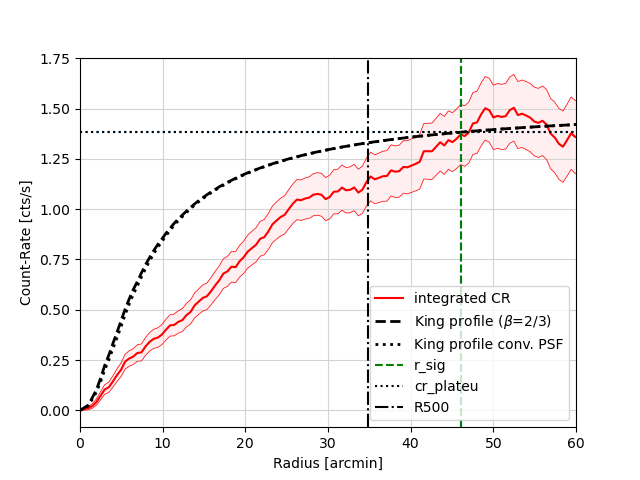 1.75
1.50
1.25
1.00
0.75
0.50
0.25
0.00
Count-Rate [cts/s]
integrated CR
King profile (β=2/3)
King profile conv. PSF
r_sig
cr_plateu
R500
0 10 20 30 40 50 60
Radius [arcmin]